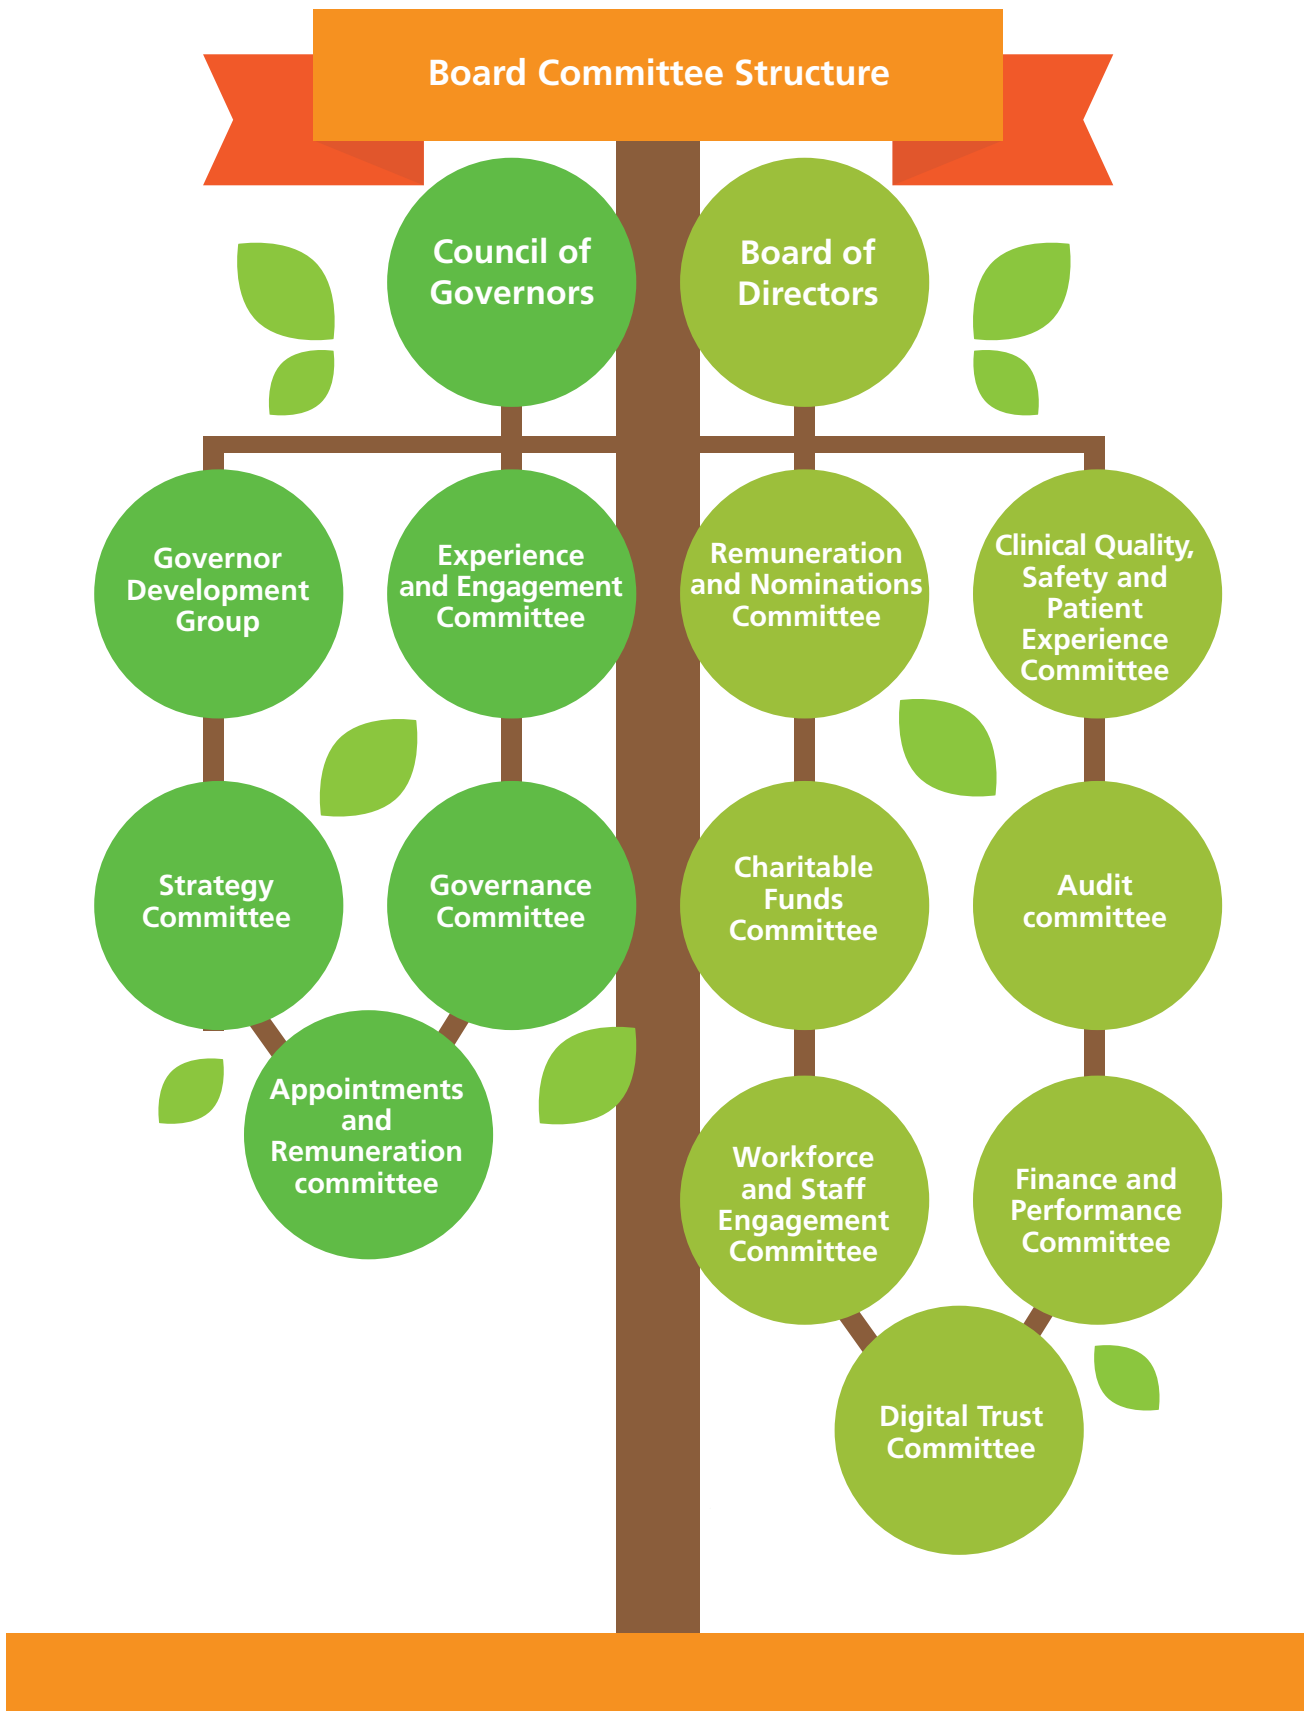 Board Committee Structure
Council of
Governors
Board of
Directors
Governor
Development
Group
Experience
and Engagement
Committee
Remuneration
and Nominations
Committee
Clinical Quality,
Safety and
Patient
Experience
Committee
Strategy
Committee
Governance
Committee
Charitable
Funds
Committee
Audit
committee
Appointments
and
Remuneration
committee
Workforce
and Staff
Engagement
Committee
Finance and
Performance
Committee
Digital Trust
Committee